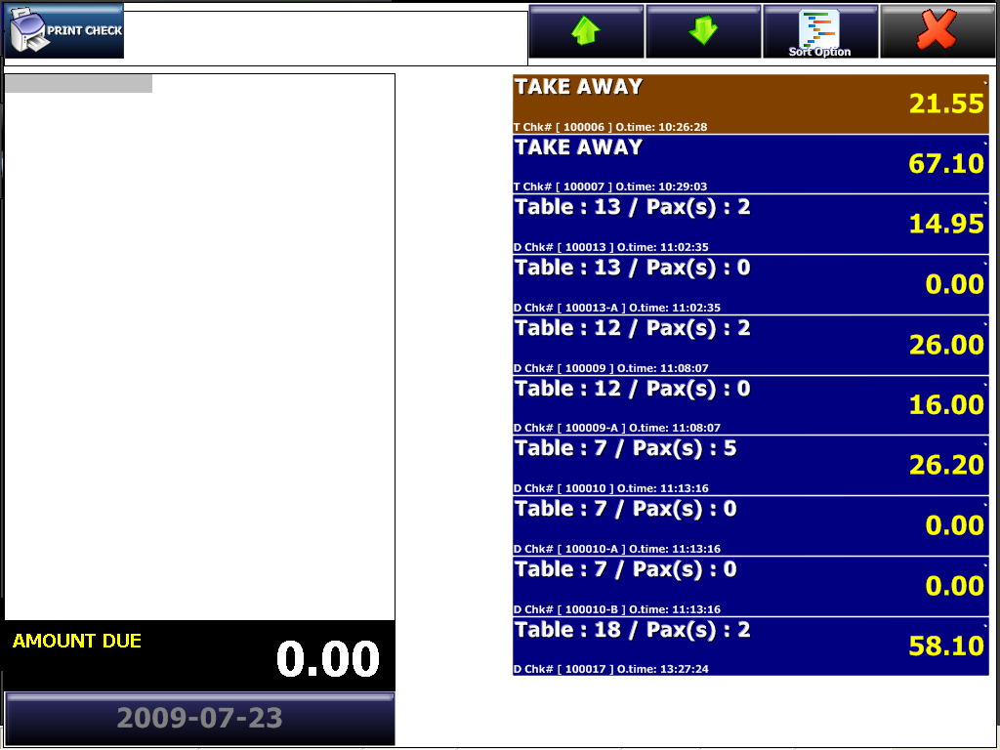 PRINT CHECK
Sort Option
TAKE AWAY
21.55
T Chk# [ 100006 ] O.time: 10:26:28
TAKE AWAY
67.10
T Chk# [ 100007 ] O.time: 10:29:03
Table : 13 / Pax(s) : 2
14.95
D Chk# [ 100013 ] O.time: 11:02:35
Table : 13 / Pax(s) : 0
0.00
D Chk# [ 100013-A ] O.time: 11:02:35
Table : 12 / Pax(s) : 2
26.00
D Chk# [ 100009 ] O.time: 11:08:07
Table : 12 / Pax(s) : 0
16.00
D Chk# [ 100009-A ] O.time: 11:08:07
Table : 7 / Pax(s) : 5
26.20
D Chk# [ 100010 ] O.time: 11:13:16
Table : 7 / Pax(s) : 0
0.00
D Chk# [ 100010-A ] O.time: 11:13:16
Table : 7 / Pax(s) : 0
0.00
D Chk# [ 100010-B ] O.time: 11:13:16
Table : 18 / Pax(s) : 2
58.10
D Chk# [ 100017 ] O.time: 13:27:24
AMOUNT DUE
0.00
2009-07-23